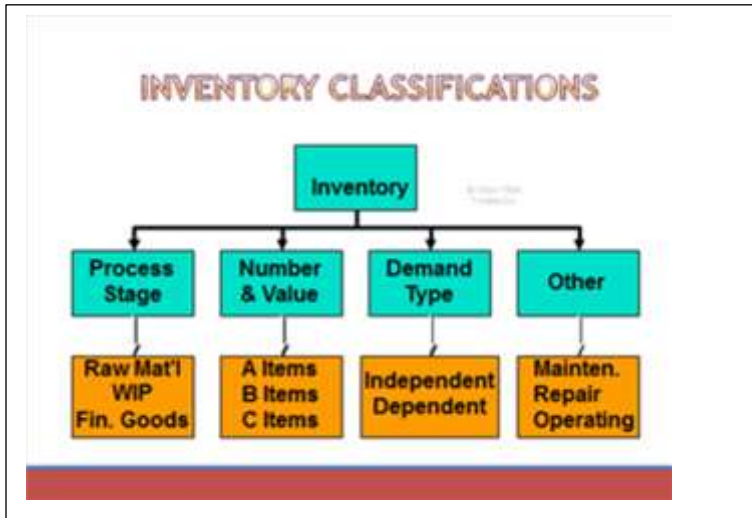 INVENTORY CLASSIFICATIONS
Inventory
Process
Stage
Number
& Value
Demand
Type
Other
Raw Mat'l
WIP
Fin. Goods
A Items
B Items
C Items
Independent
Dependent
Mainten.
Repair
Operating